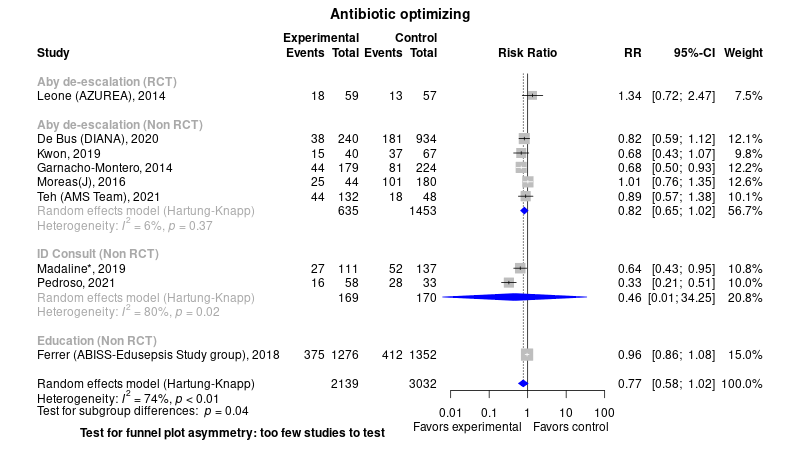 Antibiotic optimizing
Experimental Control
Study Events Total Events Total Risk Ratio RR 95%-CI Weight
Aby de-escalation (RCT)
Leone (AZUREA), 2014 18 59 13 57 1.34 [0.72; 2.47] 7.5%
Aby de-escalation (Non RCT)
De Bus (DIANA), 2020 38 240 181 934 0.82 [0.59; 1.12] 12.1%
Kwon, 2019 15 40 37 67 0.68 [0.43; 1.07] 9.8%
Garnacho-Montero, 2014 44 179 81 224 0.68 [0.50; 0.93] 12.2%
Moreas(J), 2016 25 44 101 180 1.01 [0.76; 1.35] 12.6%
Teh (AMS Team), 2021 44 132 18 48 0.89 [0.57; 1.38] 10.1%
Random effects model (Hartung-Knapp) 635 1453 0.82 [0.65; 1.02] 56.7%
Heterogeneity: I² = 6%, p = 0.37
ID Consult (Non RCT)
Madaline*, 2019 27 111 52 137 0.64 [0.43; 0.95] 10.8%
Pedroso, 2021 16 58 28 33 0.33 [0.21; 0.51] 10.0%
Random effects model (Hartung-Knapp) 169 170 0.46 [0.01; 34.25] 20.8%
Heterogeneity: I² = 80%, p = 0.02
Education (Non RCT)
Ferrer (ABISS-Edusepsis Study group), 2018 375 1276 412 1352 0.96 [0.86; 1.08] 15.0%
Random effects model (Hartung-Knapp) 2139 3032 0.77 [0.58; 1.02] 100.0%
Heterogeneity: I² = 74%, p < 0.01
Test for subgroup differences: p = 0.04
0.01 0.1 1 10 100
Favors experimental Favors control
Test for funnel plot asymmetry: too few studies to test